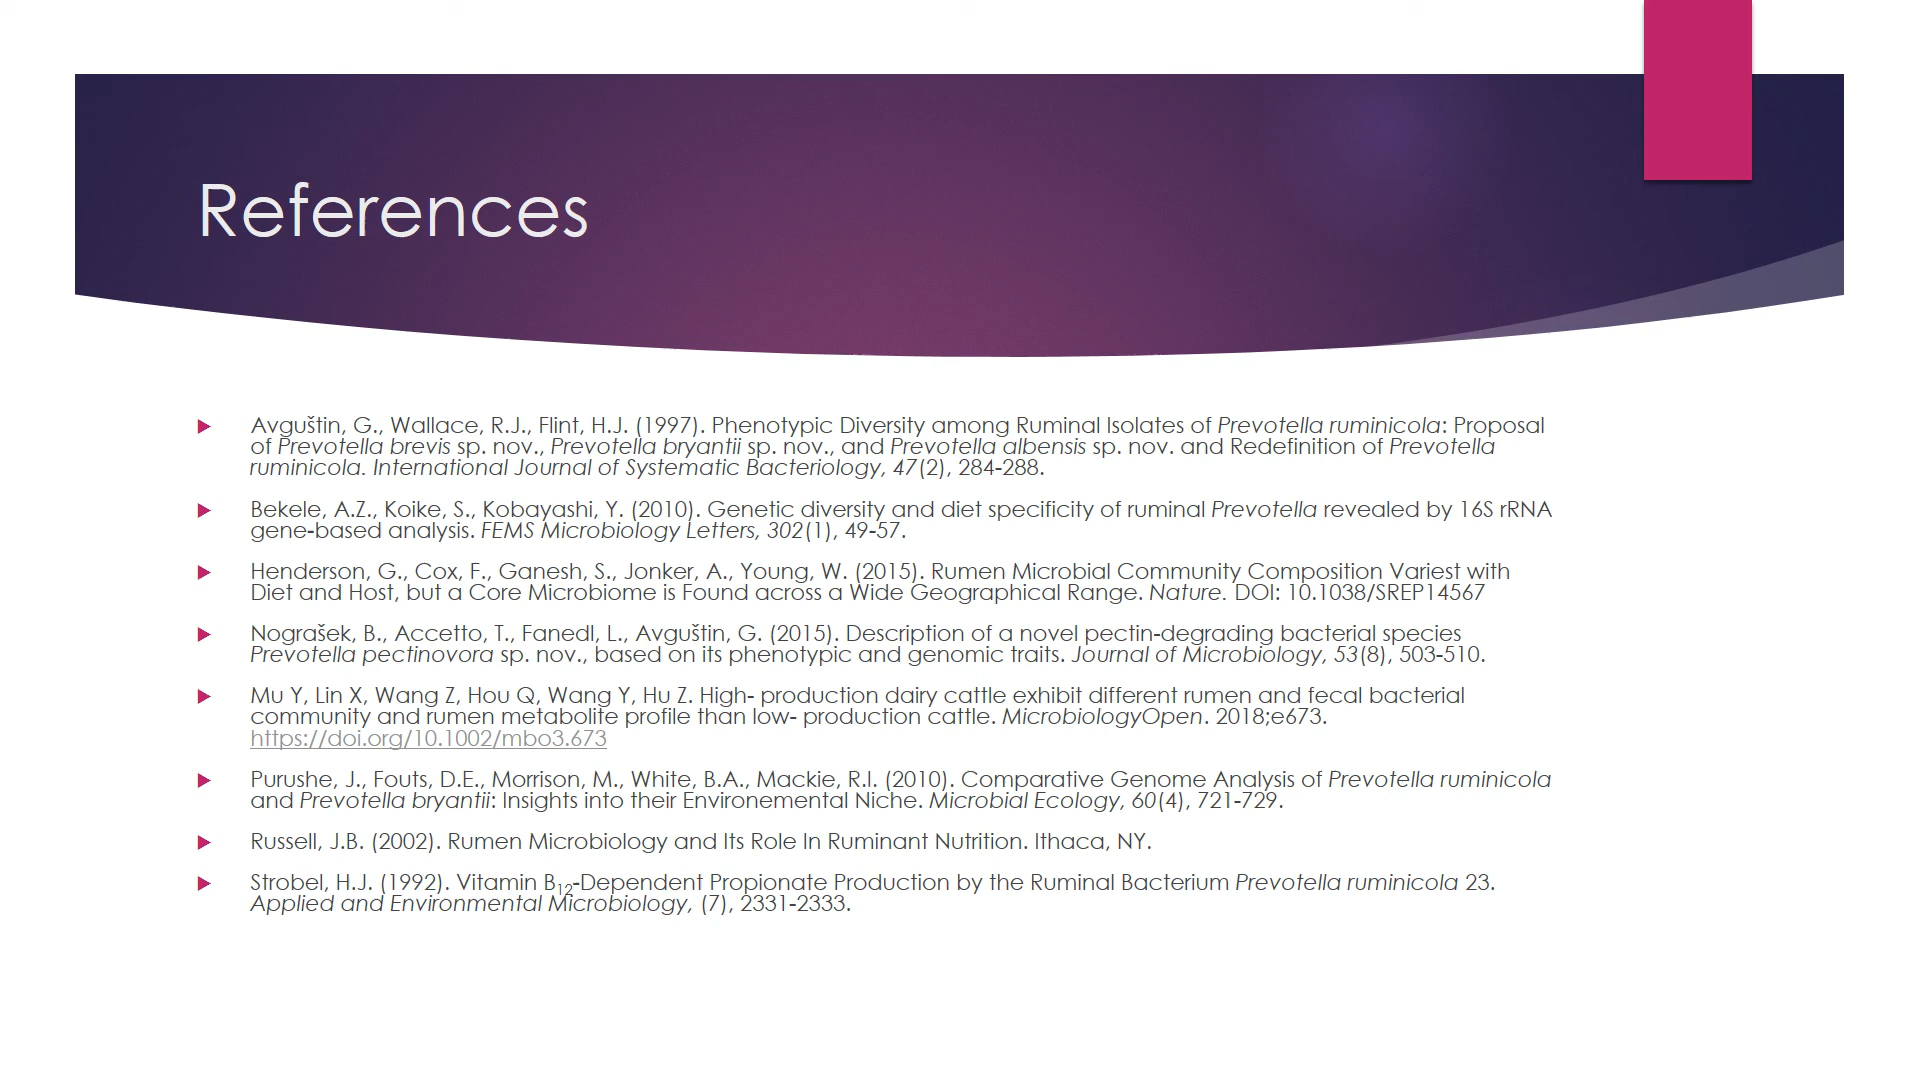 References
Avguštin, G., Wallace, R.J., Flint, H.J. (1997). Phenotypic Diversity among Ruminal Isolates of Prevotella ruminicola: Proposal
of Prevotella brevis sp. nov., Prevotella bryantii sp. nov., and Prevotella albensis sp. nov. and Redefinition of Prevotella
ruminicola. International Journal of Systematic Bacteriology, 47(2), 284-288.
Bekele, A.Z., Koike, S., Kobayashi, Y. (2010). Genetic diversity and diet specificity of ruminal Prevotella revealed by 16S rRNA
gene-based analysis. FEMS Microbiology Letters, 302(1), 49-57.
Henderson, G., Cox, F., Ganesh, S., Jonker, A., Young, W. (2015). Rumen Microbial Community Composition Variest with
Diet and Host, but a Core Microbiome is Found across a Wide Geographical Range. Nature. DOI: 10.1038/SREP14567
Nograšek, B., Accetto, T., Fanedl, L., Avguštin, G. (2015). Description of a novel pectin-degrading bacterial species
Prevotella pectinovora sp. nov., based on its phenotypic and genomic traits. Journal of Microbiology, 53(8), 503-510.
Mu Y, Lin X, Wang Z, Hou Q, Wang Y, Hu Z. High- production dairy cattle exhibit different rumen and fecal bacterial
community and rumen metabolite profile than low- production cattle. MicrobiologyOpen. 2018;e673.
https://doi.org/10.1002/mbo3.673
Purushe, J., Fouts, D.E., Morrison, M., White, B.A., Mackie, R.I. (2010). Comparative Genome Analysis of Prevotella ruminicola
and Prevotella bryantii: Insights into their Environemental Niche. Microbial Ecology, 60(4), 721-729.
Russell, J.B. (2002). Rumen Microbiology and Its Role In Ruminant Nutrition. Ithaca, NY.
Strobel, H.J. (1992). Vitamin B12-Dependent Propionate Production by the Ruminal Bacterium Prevotella ruminicola 23.
Applied and Environmental Microbiology, (7), 2331-2333.